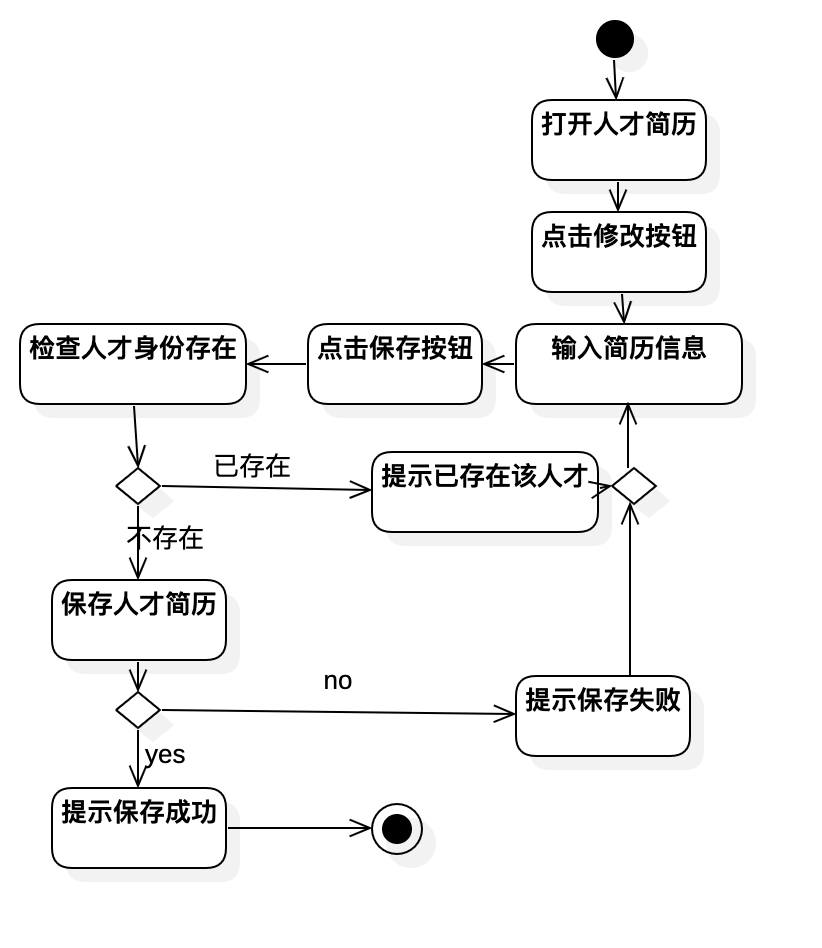 打开人才简历
点击修改按钮
检查人才身份存在
点击保存按钮
输入简历信息
已存在
提示已存在该人才
不存在
保存人才简历
no
提示保存失败
yes
提示保存成功